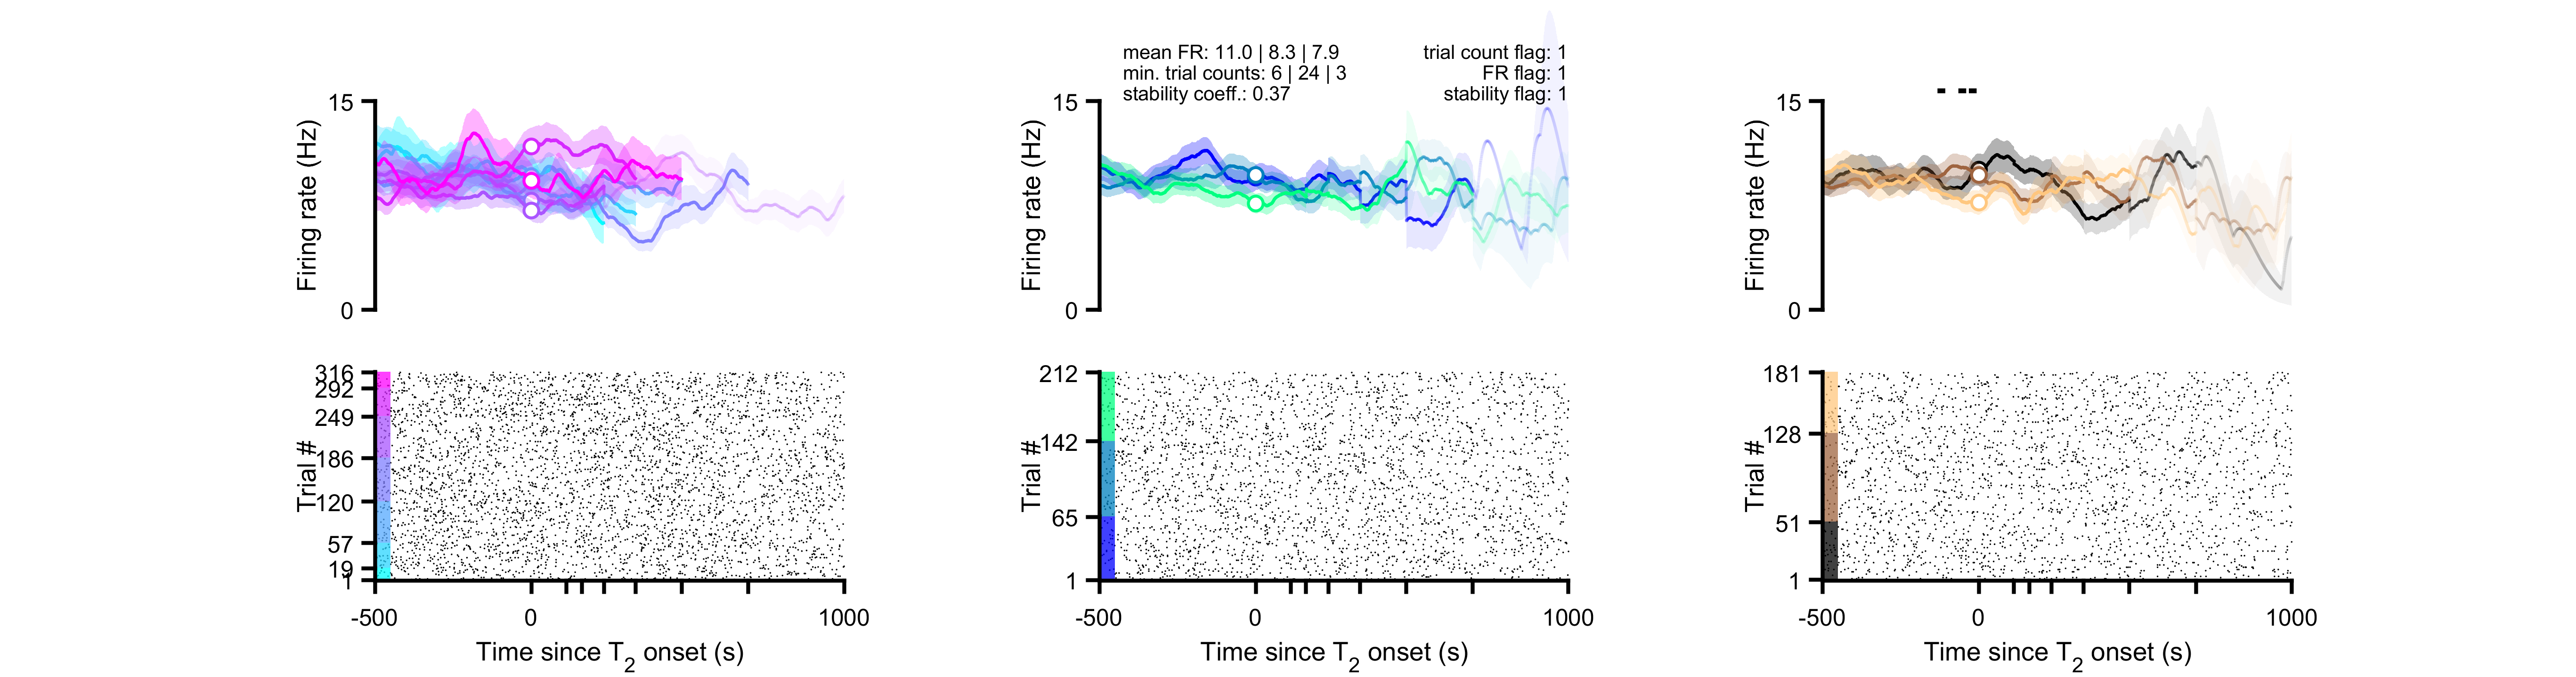 mean FR: 11.0 | 8.3 | 7.9
min. trial counts: 6 | 24 | 3
stability coeff.: 0.37
trial count flag: 1
FR flag: 1
stability flag: 1
15
Firing rate (Hz)
0
15
Firing rate (Hz)
0
15
Firing rate (Hz)
0
316
292
249
186
120
57
19
1
Trial #
-500
0
1000
Time since T2 onset (s)
212
142
65
1
Trial #
-500
0
1000
Time since T2 onset (s)
181
128
51
1
Trial #
-500
0
1000
Time since T2 onset (s)